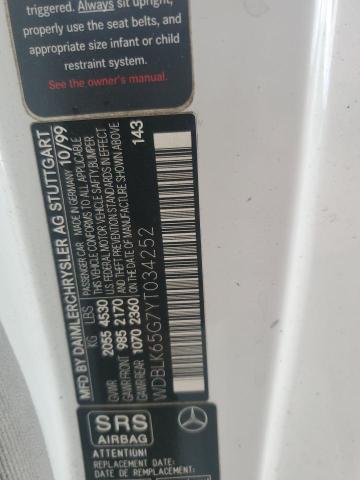 triggered. Always sit upright,
properly use the seat belts, and
appropriate size infant or child
restraint system.
See the owner's manual.
MFD BY DAIMLERCHRYSLER AG STUTTGART
PASSENGER CAR MADE IN GERMANY 10/99
THIS VEHICLE CONFORMS TO ALL APPLICABLE
U.S. FEDERAL MOTOR VEHICLE SAFETY, BUMPER,
AND THEFT PREVENTION STANDARDS IN EFFECT
ON THE DATE OF MANUFACTURE SHOWN ABOVE
KG LBS
GVWR 2055 4530
GAWR FRONT 985 2170
GAWR REAR 1070 2360 143
WDBLK65G7YT034252
SRS
AIRBAG
ATTENTION!
REPLACEMENT DATE
DATE DE REMPLACEMENT: